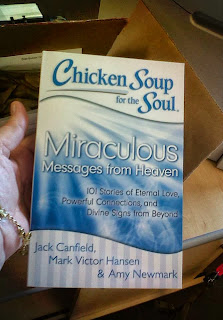 Chicken Soup
for the Soul
Miraculous
Messages from Heaven
101 Stories of Eternal Love,
Powerful Connections, and
Divine Signs from Beyond
Jack Canfield,
Mark Victor Hansen
& Amy Newmark